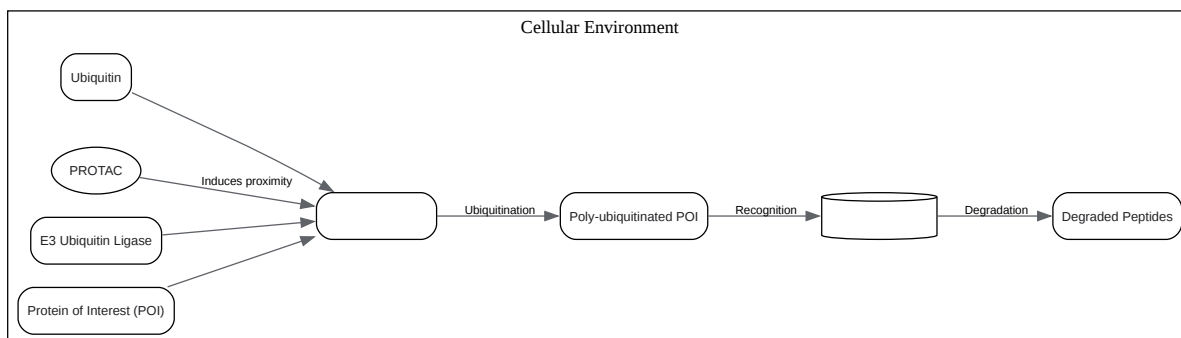 Cellular Environment
Ubiquitin
PROTAC
Induces proximity
E3 Ubiquitin Ligase
Protein of Interest (POI)
Ubiquitination
Poly-ubiquitinated POI
Recognition
Degradation
Degraded Peptides